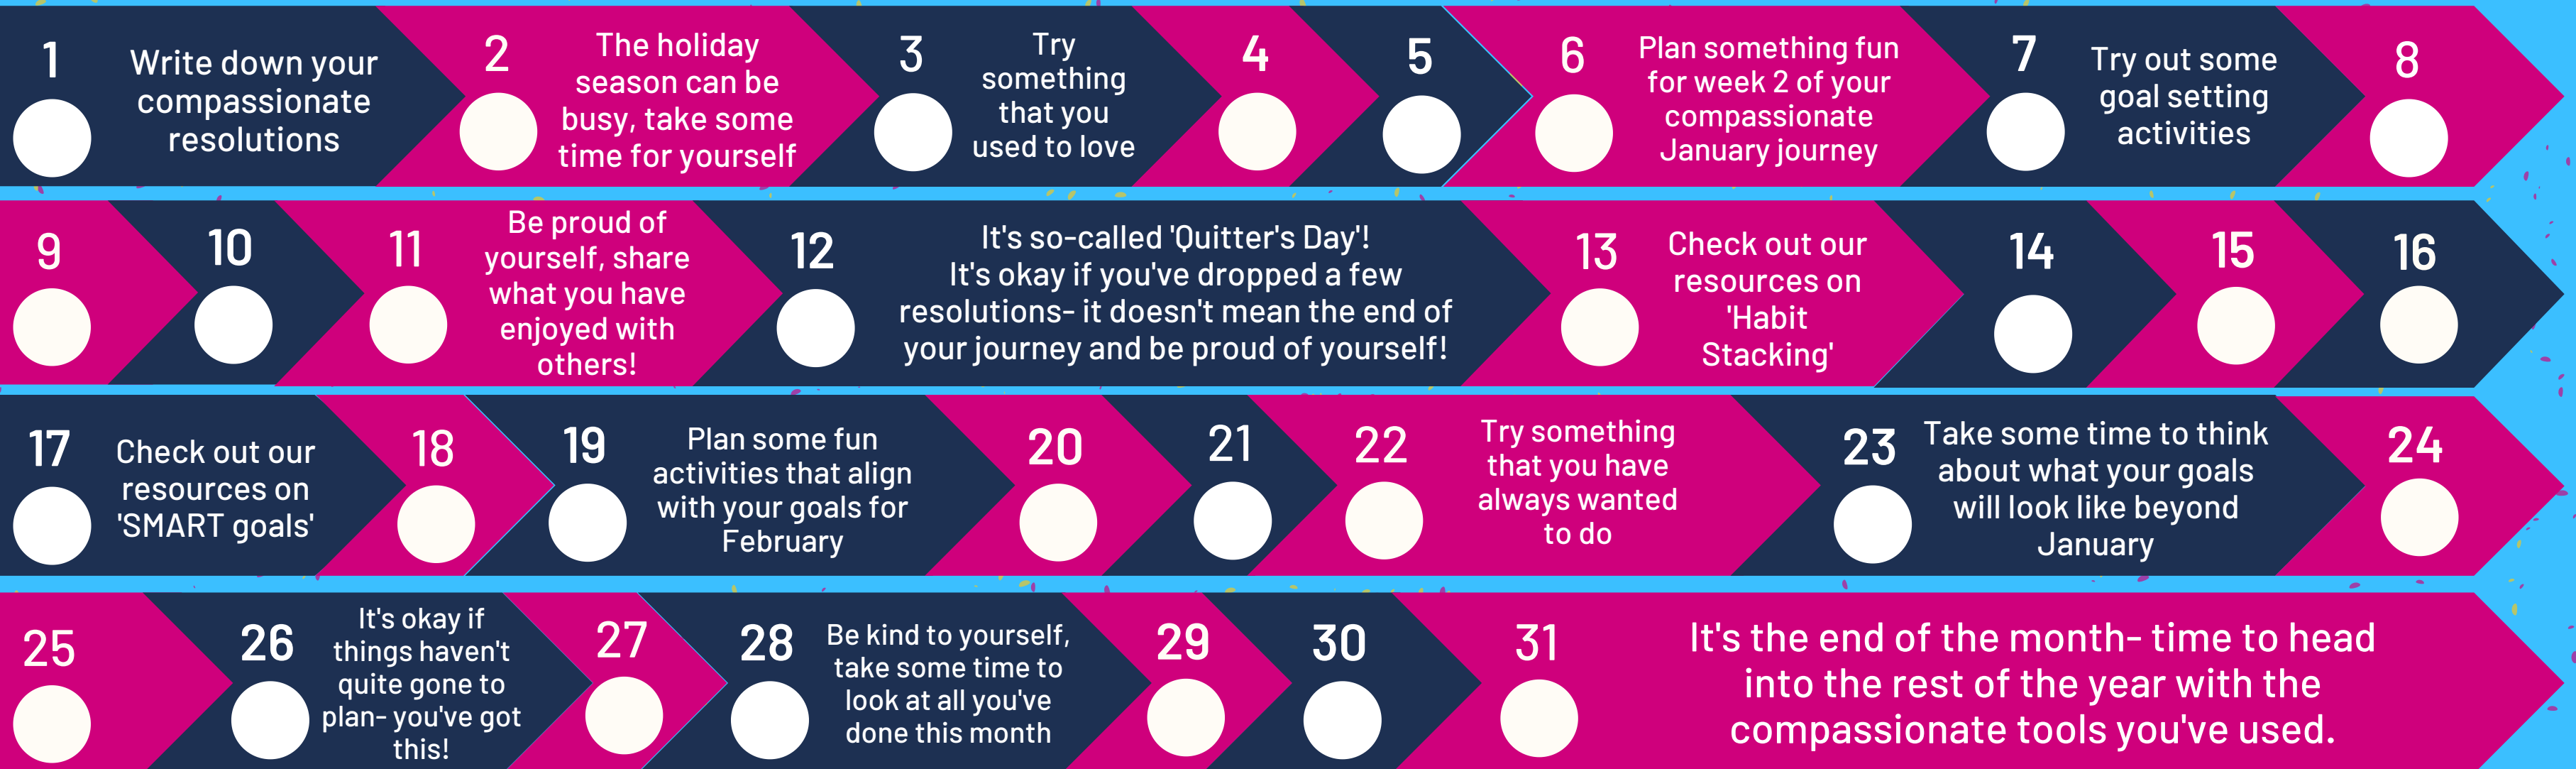 1
Write down your
compassionate
resolutions
2
The holiday
season can be
busy, take some
time for yourself
3
Try
something
that you
used to love
4
5
6
Plan something fun
for week 2 of your
compassionate
January journey
7
Try out some
goal setting
activities
8
9
10
11
Be proud of
yourself, share
what you have
enjoyed with
others!
12
It's so-called 'Quitter's Day'!
It's okay if you've dropped a few
resolutions- it doesn't mean the end of
your journey and be proud of yourself!
13
Check out our
resources on
'Habit
Stacking'
14
15
16
17
Check out our
resources on
'SMART goals'
18
19
Plan some fun
activities that align
with your goals for
February
20
21
22
Try something
that you have
always wanted
to do
23
Take some time to think
about what your goals
will look like beyond
January
24
25
26
It's okay if
things haven't
quite gone to
plan- you've got
this!
27
28
Be kind to yourself,
take some time to
look at all you've
done this month
29
30
31
It's the end of the month- time to head
into the rest of the year with the
compassionate tools you've used.